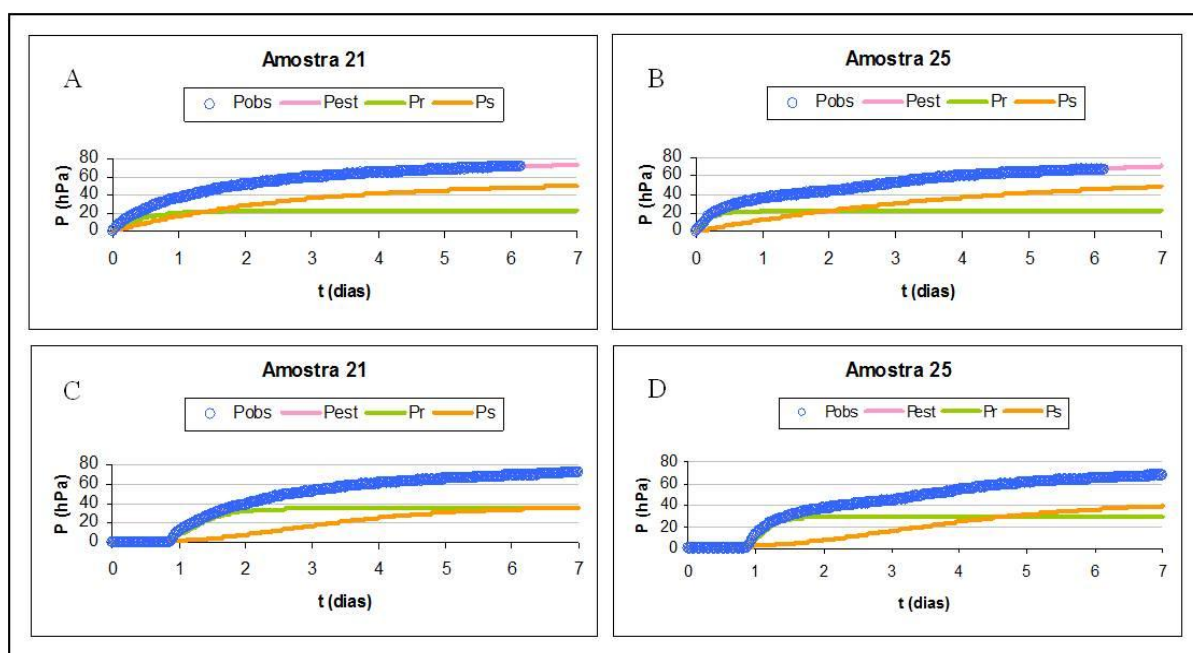 A
Amostra 21
Pobs Pest Pr Ps
P (hPa)
80
60
40
20
0
0 1 2 3 4 5 6 7
t (dias)
B
Amostra 25
Pobs Pest Pr Ps
P (hPa)
80
60
40
20
0
0 1 2 3 4 5 6 7
t (dias)
C
Amostra 21
Pobs Pest Pr Ps
P (hPa)
80
60
40
20
0
0 1 2 3 4 5 6 7
t (dias)
D
Amostra 25
Pobs Pest Pr Ps
P (hPa)
80
60
40
20
0
0 1 2 3 4 5 6 7
t (dias)